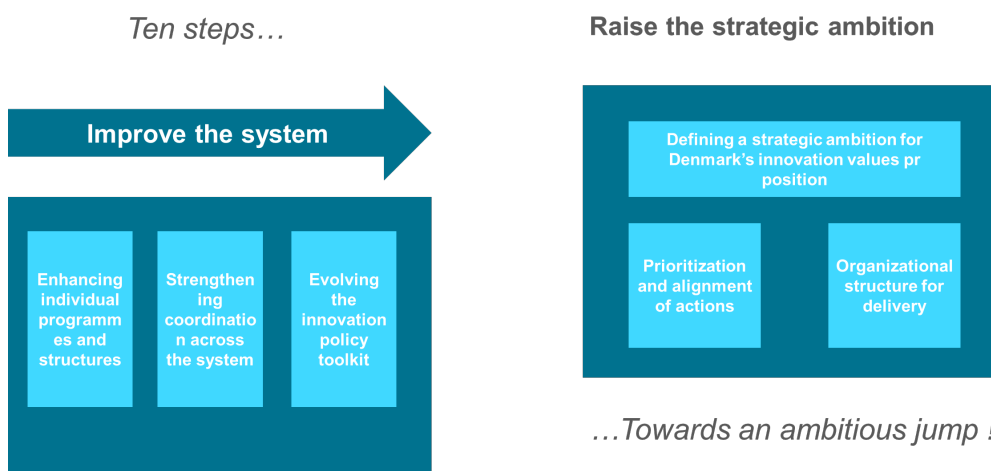 Ten steps…
Raise the strategic ambition
Improve the system
Defining a strategic ambition for
Denmark's innovation values pr
position
Enhancing
individual
programm
es and
structures
Strengthen
ing
coordinatio
n across
the system
Evolving
the
innovation
policy
toolkit
Prioritization
and alignment
of actions
Organizational
structure for
delivery
…Towards an ambitious jump !